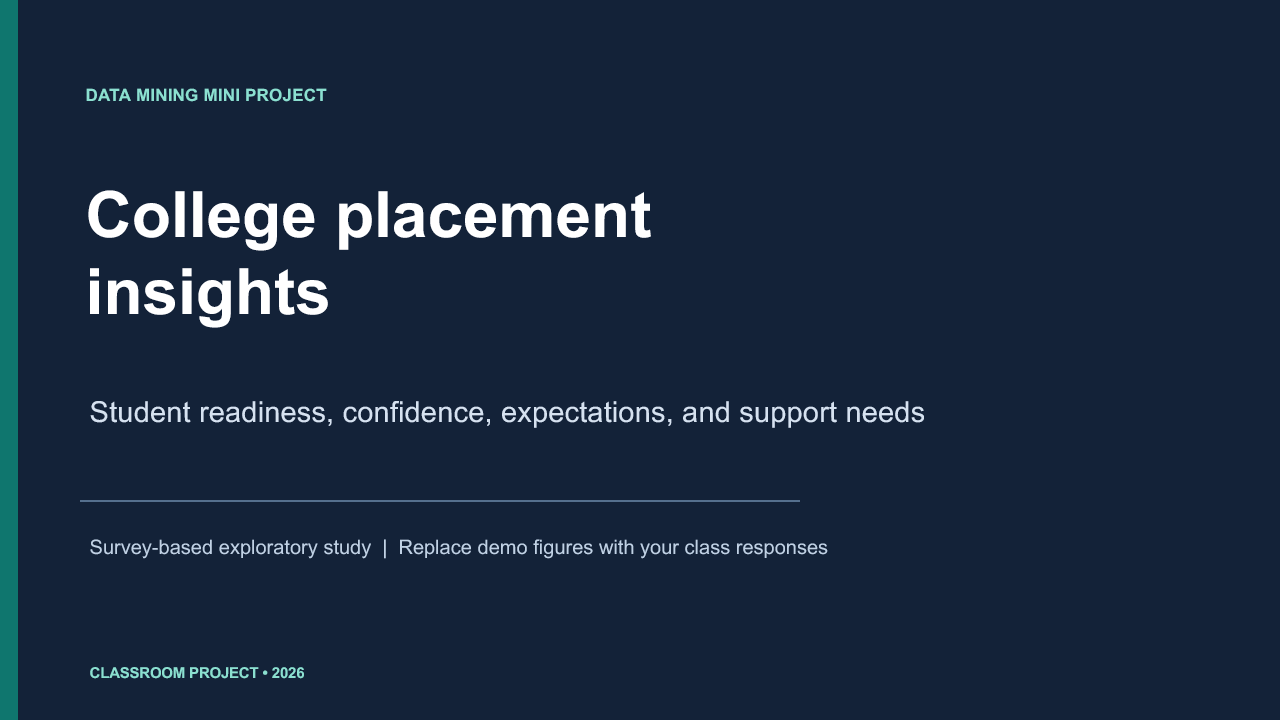 DATA MINING MINI PROJECT
College placement
insights
Student readiness, confidence, expectations, and support needs
Survey-based exploratory study | Replace demo figures with your class responses
CLASSROOM PROJECT • 2026